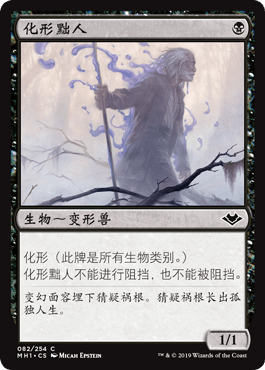 化形黜人
生物～变形兽
化形（此牌是所有生物类别。）
化形黜人不能进行阻挡，也不能被阻挡。
变幻面容埋下猜疑祸根。猜疑祸根长出孤
独人生。
1/1
082/254 C
MH1 • CS Micah Epstein
™ & © 2019 Wizards of the Coast